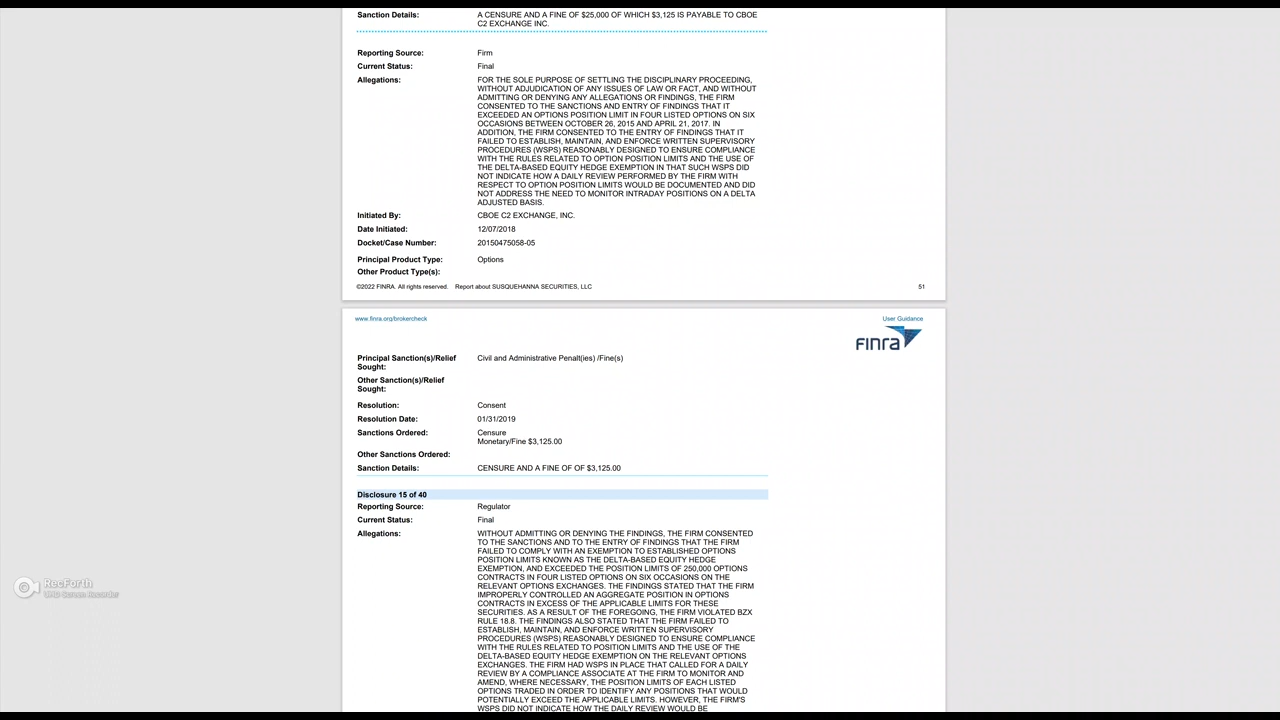 Sanction Details: A CENSURE AND A FINE OF $25,000 OF WHICH $3,125 IS PAYABLE TO CBOE
C2 EXCHANGE INC.
Reporting Source: Firm
Current Status: Final
Allegations: FOR THE SOLE PURPOSE OF SETTLING THE DISCIPLINARY PROCEEDING,
WITHOUT ADJUDICATION OF ANY ISSUES OF LAW OR FACT, AND WITHOUT
ADMITTING OR DENYING ANY ALLEGATIONS OR FINDINGS, THE FIRM
CONSENTED TO THE SANCTIONS AND ENTRY OF FINDINGS THAT IT
EXCEEDED AN OPTIONS POSITION LIMIT IN FOUR LISTED OPTIONS ON SIX
OCCASIONS BETWEEN OCTOBER 26, 2015 AND APRIL 21, 2017. IN
ADDITION, THE FIRM CONSENTED TO THE ENTRY OF FINDINGS THAT IT
FAILED TO ESTABLISH, MAINTAIN, AND ENFORCE WRITTEN SUPERVISORY
PROCEDURES (WSPS) REASONABLY DESIGNED TO ENSURE COMPLIANCE
WITH THE RULES RELATED TO OPTION POSITION LIMITS AND THE USE OF
THE DELTA-BASED EQUITY HEDGE EXEMPTION IN THAT SUCH WSPS DID
NOT INDICATE HOW A DAILY REVIEW PERFORMED BY THE FIRM WITH
RESPECT TO OPTION POSITION LIMITS WOULD BE DOCUMENTED AND DID
NOT ADDRESS THE NEED TO MONITOR INTRADAY POSITIONS ON A DELTA
ADJUSTED BASIS.
Initiated By: CBOE C2 EXCHANGE, INC.
Date Initiated: 12/07/2018
Docket/Case Number: 20150475058-05
Principal Product Type: Options
Other Product Type(s):
©2022 FINRA. All rights reserved. Report about SUSQUEHANNA SECURITIES, LLC 51
www.finra.org/brokercheck User Guidance
FINra
Principal Sanction(s)/Relief Civil and Administrative Penalt(ies) /Fine(s)
Sought:
Other Sanction(s)/Relief
Sought:
Resolution: Consent
Resolution Date: 01/31/2019
Sanctions Ordered: Censure
Monetary/Fine $3,125.00
Other Sanctions Ordered:
Sanction Details: CENSURE AND A FINE OF OF $3,125.00
Disclosure 15 of 40
Reporting Source: Regulator
Current Status: Final
Allegations: WITHOUT ADMITTING OR DENYING THE FINDINGS, THE FIRM CONSENTED
TO THE SANCTIONS AND TO THE ENTRY OF FINDINGS THAT THE FIRM
FAILED TO COMPLY WITH AN EXEMPTION TO ESTABLISHED OPTIONS
POSITION LIMITS KNOWN AS THE DELTA-BASED EQUITY HEDGE
EXEMPTION, AND EXCEEDED THE POSITION LIMITS OF 250,000 OPTIONS
CONTRACTS IN FOUR LISTED OPTIONS ON SIX OCCASIONS ON THE
RELEVANT OPTIONS EXCHANGES. THE FINDINGS STATED THAT THE FIRM
IMPROPERLY CONTROLLED AN AGGREGATE POSITION IN OPTIONS
CONTRACTS IN EXCESS OF THE APPLICABLE LIMITS FOR THESE
SECURITIES. AS A RESULT OF THE FOREGOING, THE FIRM VIOLATED BZX
RULE 18.8. THE FINDINGS ALSO STATED THAT THE FIRM FAILED TO
ESTABLISH, MAINTAIN, AND ENFORCE WRITTEN SUPERVISORY
PROCEDURES (WSPS) REASONABLY DESIGNED TO ENSURE COMPLIANCE
WITH THE RULES RELATED TO POSITION LIMITS AND THE USE OF THE
DELTA-BASED EQUITY HEDGE EXEMPTION ON THE RELEVANT OPTIONS
EXCHANGES. THE FIRM HAD WSPS IN PLACE THAT CALLED FOR A DAILY
REVIEW BY A COMPLIANCE ASSOCIATE AT THE FIRM TO MONITOR AND
AMEND, WHERE NECESSARY, THE POSITION LIMITS OF EACH LISTED
OPTIONS TRADED IN ORDER TO IDENTIFY ANY POSITIONS THAT WOULD
POTENTIALLY EXCEED THE APPLICABLE LIMITS. HOWEVER, THE FIRM'S
WSPS DID NOT INDICATE HOW THE DAILY REVIEW WOULD BE
RecForth
UHD Screen Recorder